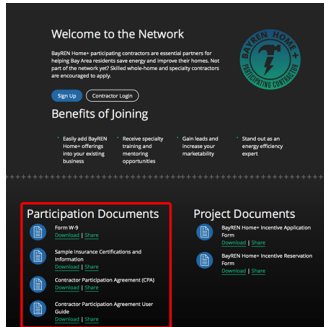 Welcome to the Network
BayREN Home+ participating contractors are essential partners for
helping Bay Area residents save energy and improve their homes. Not
part of the network yet? Skilled whole-home and specialty contractors
are encouraged to apply.
BAYREN HOME+
PARTICIPATING CONTRACTOR
Sign Up
Contractor Login
Benefits of Joining
Easily add BayREN
Home+ offerings
into your existing
business
Receive specialty
training and
mentoring
opportunities
Gain leads and
increase your
marketability
Stand out as an
energy efficiency
expert
Participation Documents
Form W-9
Download | Share
Sample Insurance Certifications and
Information
Download | Share
Contractor Participation Agreement (CPA)
Download | Share
Contractor Participation Agreement User
Guide
Download | Share
Project Documents
BayREN Home+ Incentive Application
Form
Download | Share
BayREN Home+ Incentive Reservation
Form
Download | Share